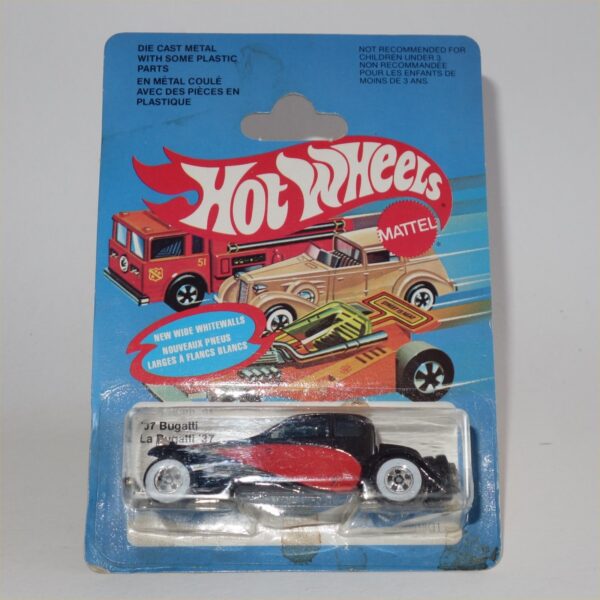 DIE CAST METAL
WITH SOME PLASTIC
PARTS
EN MÉTAL COULÉ
AVEC DES PIÈCES EN
PLASTIQUE
NOT RECOMMENDED FOR
CHILDREN UNDER 3
NON RECOMMANDÉE
POUR LES ENFANTS DE
MOINS DE 3 ANS.
HOT WHEELS
MATTEL
51
NEW WIDE WHITEWALLS
NOUVEAUX PNEUS
LARGES À FLANCS BLANCS
'37 Bugatti
La Bugatti '37